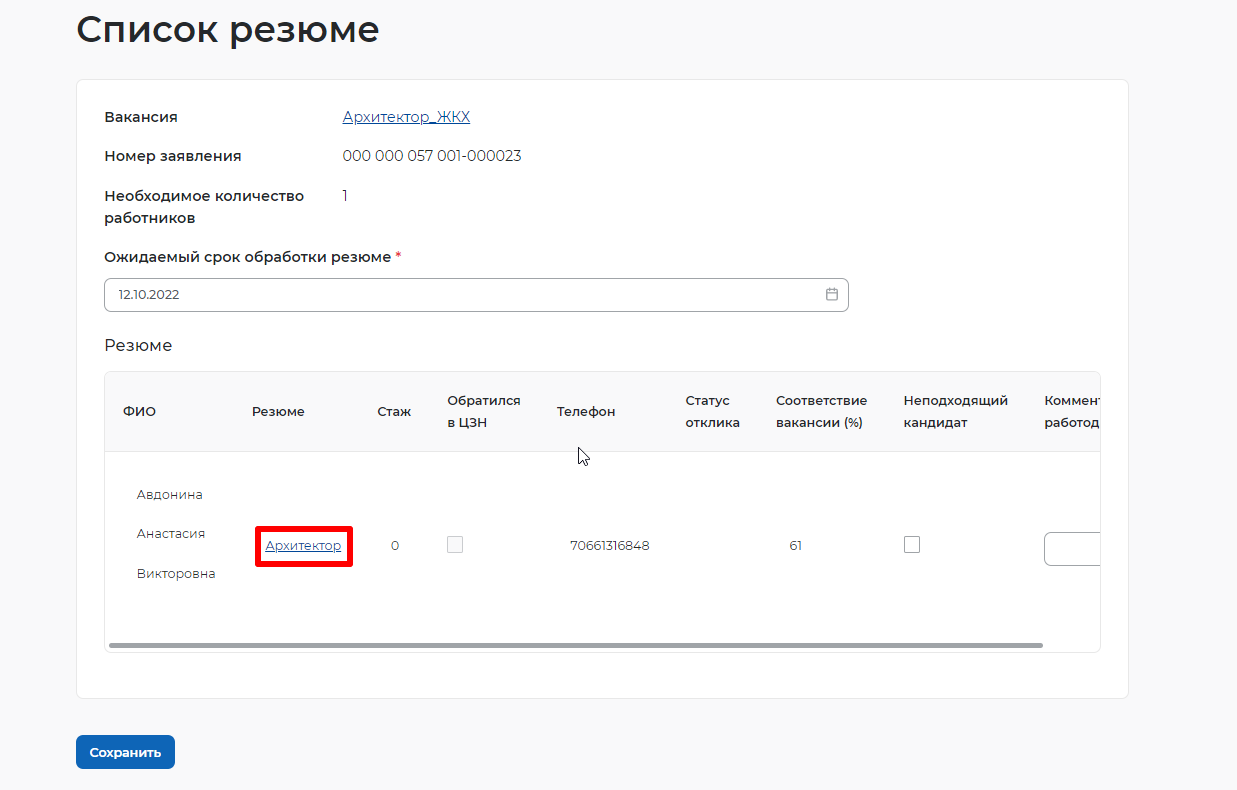 Список резюме
Вакансия Архитектор_ЖКХ
Номер заявления 000 000 057 001-000023
Необходимое количество 1
работников
Ожидаемый срок обработки резюме *
12.10.2022
Резюме
ФИО Резюме Стаж Обратился в ЦЗН Телефон Статус отклика Соответствие вакансии (%) Неподходящий кандидат Коммент работод
Авдонина
Анастасия
Архитектор 0 70661316848 61
Викторовна
Сохранить